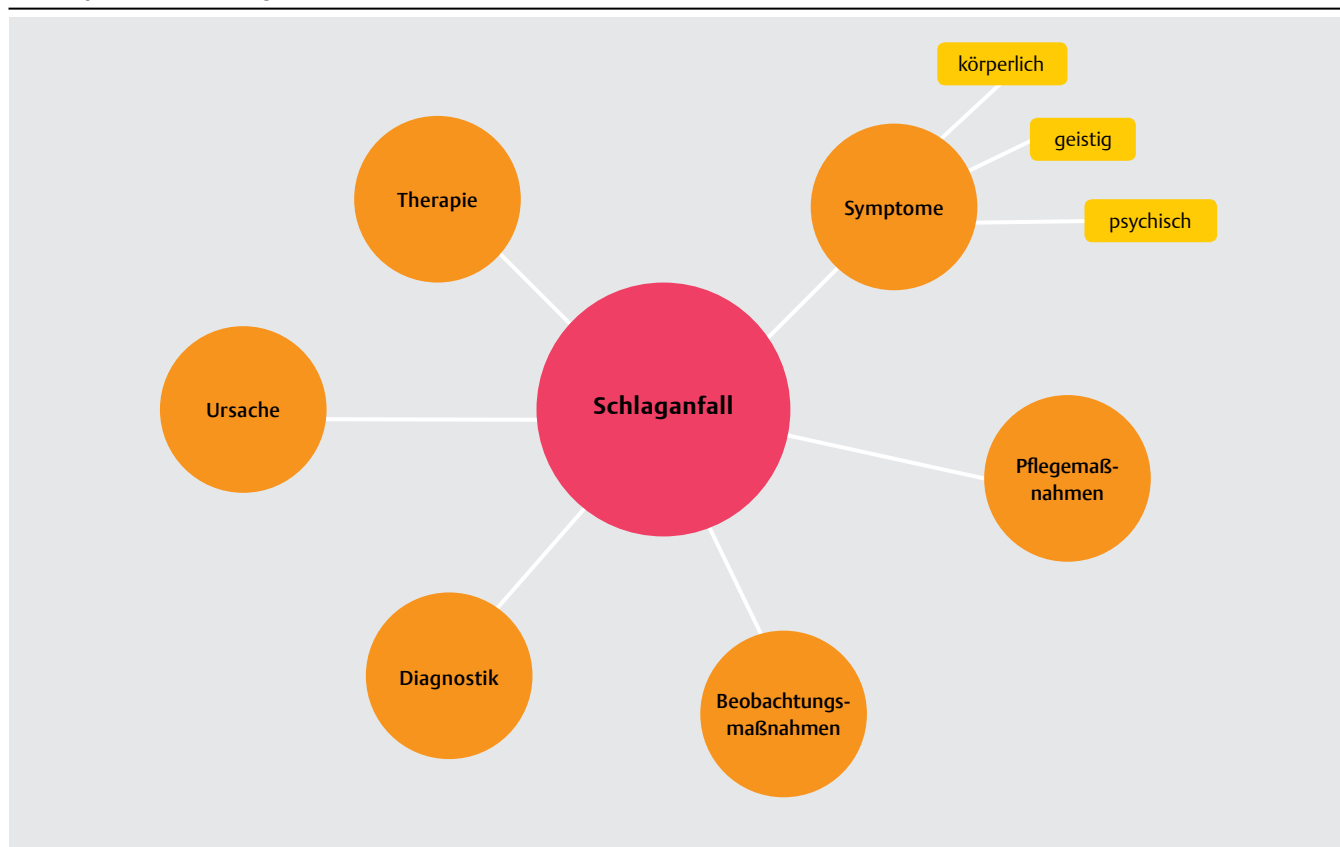 körperlich
geistig
psychisch
Symptome
Therapie
Schlaganfall
Ursache
Pflegemaß-
nahmen
Diagnostik
Beobachtungs-
maßnahmen